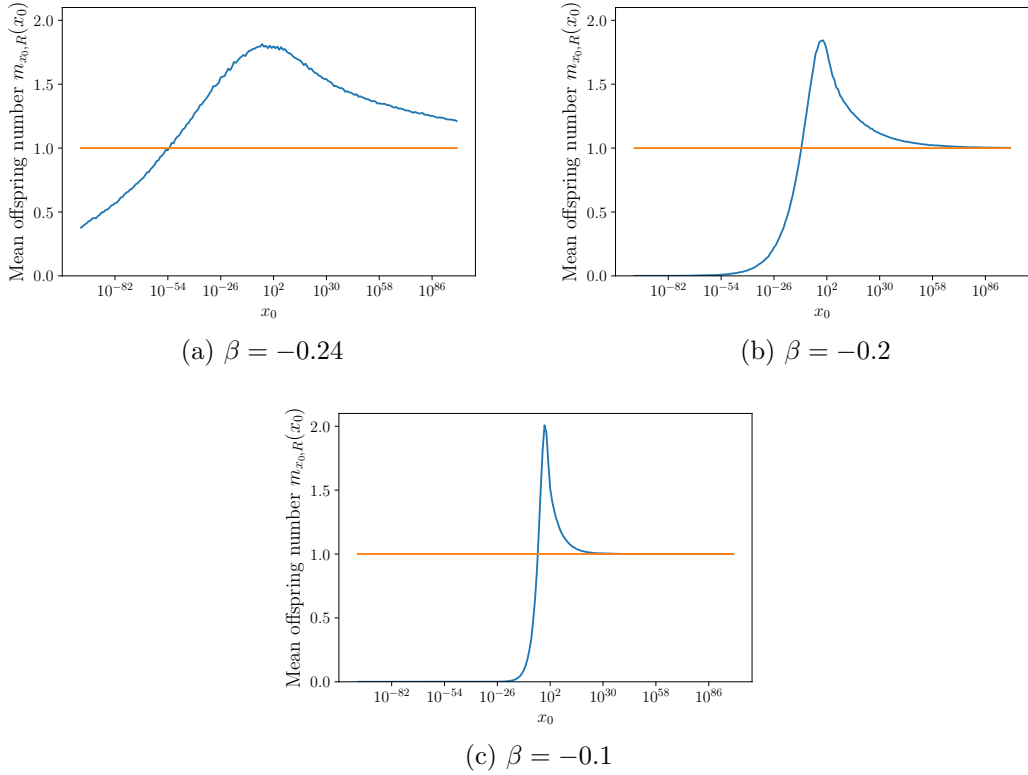 Mean offspring number $m_{x_0,R}(x_0)$
2.0
1.5
1.0
0.5
0.0
$10^{-82}$ $10^{-54}$ $10^{-26}$ $10^{2}$ $10^{30}$ $10^{58}$ $10^{86}$
$x_0$
(a) $\beta = -0.24$
Mean offspring number $m_{x_0,R}(x_0)$
2.0
1.5
1.0
0.5
0.0
$10^{-82}$ $10^{-54}$ $10^{-26}$ $10^{2}$ $10^{30}$ $10^{58}$ $10^{86}$
$x_0$
(b) $\beta = -0.2$
Mean offspring number $m_{x_0,R}(x_0)$
2.0
1.5
1.0
0.5
0.0
$10^{-82}$ $10^{-54}$ $10^{-26}$ $10^{2}$ $10^{30}$ $10^{58}$ $10^{86}$
$x_0$
(c) $\beta = -0.1$